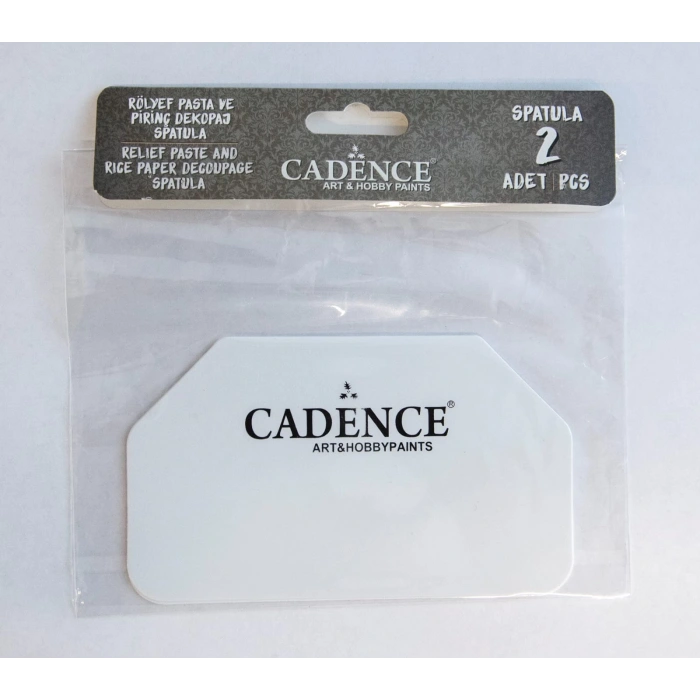 RÖLYEF PASTA VE
PİRİNÇ DEKOPAJ
SPATULA
RELIEF PASTE AND
RICE PAPER DECOUPAGE
SPATULA
CADENCE®
ART & HOBBY PAINTS
SPATULA
2
ADET | PCS
CADENCE®
ART&HOBBYPAINTS